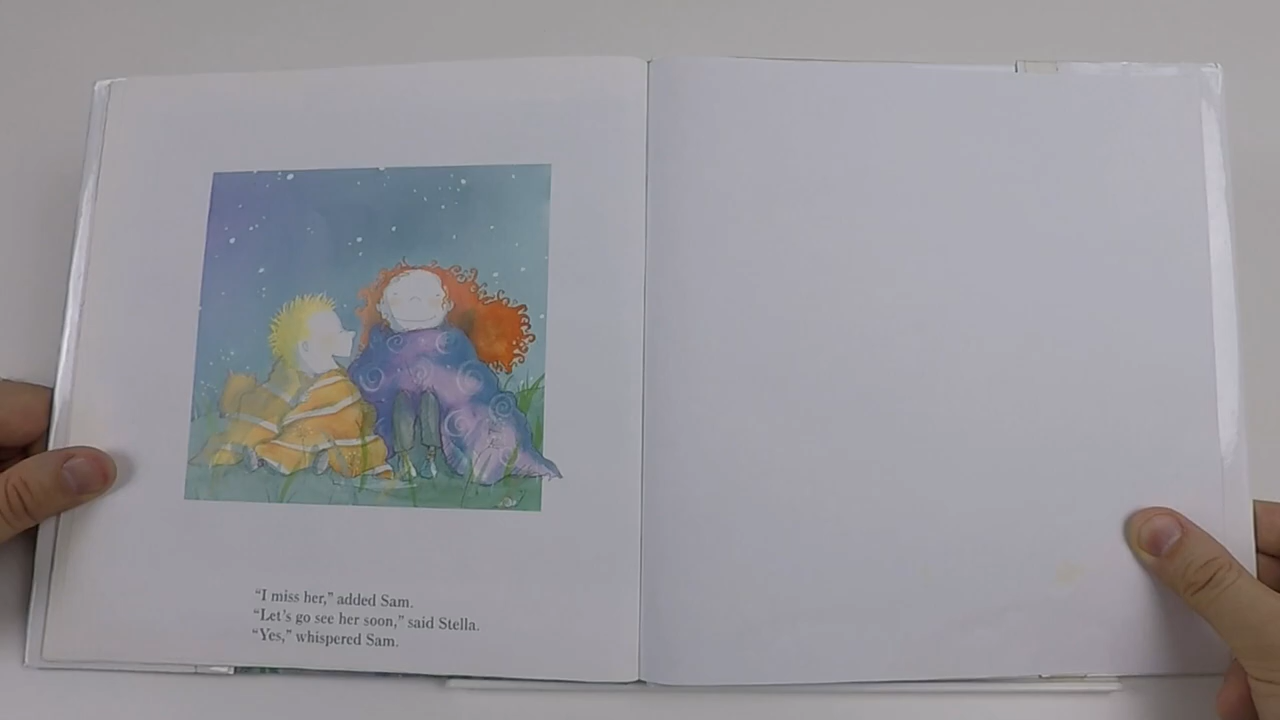 “I miss her,” added Sam.
“Let’s go see her soon,” said Stella.
“Yes,” whispered Sam.